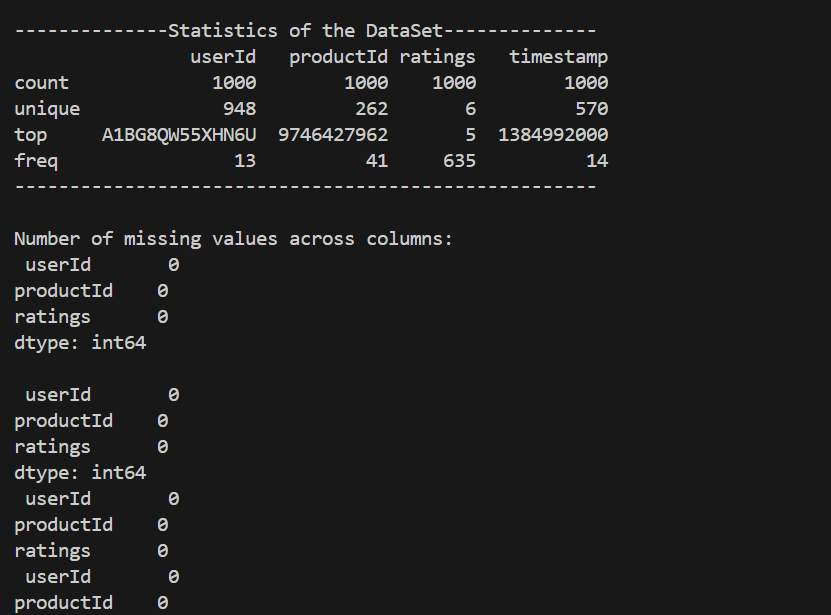 --------------Statistics of the DataSet--------------
                userId   productId ratings   timestamp
count             1000        1000    1000        1000
unique             948         262       6         570
top     A1BG8QW55XHN6U  9746427962       5  1384992000
freq                13          41     635          14
-----------------------------------------------------

Number of missing values across columns:
 userId       0
productId    0
ratings      0
dtype: int64

 userId       0
productId    0
ratings      0
dtype: int64
 userId       0
productId    0
ratings      0
 userId       0
productId    0